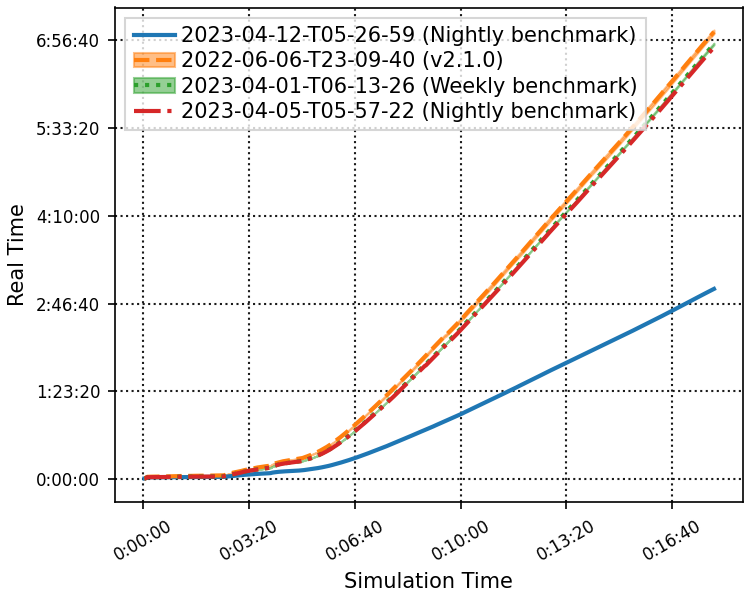 2023-04-12-T05-26-59 (Nightly benchmark)
2022-06-06-T23-09-40 (v2.1.0)
2023-04-01-T06-13-26 (Weekly benchmark)
2023-04-05-T05-57-22 (Nightly benchmark)
Real Time
6:56:40
5:33:20
4:10:00
2:46:40
1:23:20
0:00:00
0:00:00
0:03:20
0:06:40
0:10:00
0:13:20
0:16:40
Simulation Time